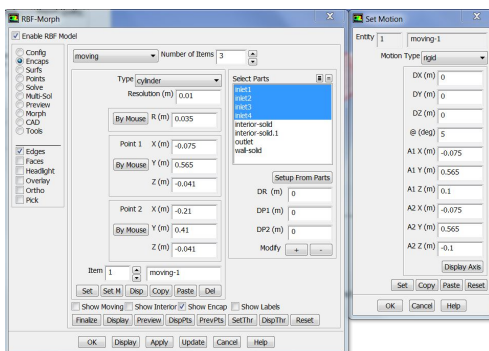 RBF-Morph
Enable RBF Model
Config
Encaps
Surfs
Points
Solve
Multi-Sol
Preview
Morph
CAD
Tools
Edges
Faces
Headlight
Overlay
Ortho
Pick
moving
Number of Items 3
Type cylinder
Resolution (m) 0.01
By Mouse R (m) 0.035
Point 1 X (m) -0.075
By Mouse Y (m) 0.565
Z (m) -0.041
Point 2 X (m) -0.21
By Mouse Y (m) 0.41
Z (m) -0.041
Item 1 moving-1
Set Set M Disp Copy Paste Del
Select Parts
inlet1
inlet2
inlet3
inlet4
interior-solid
interior-solid.1
outlet
wall-solid
Setup From Parts
DR (m) 0
DP1 (m) 0
DP2 (m) 0
Modify + -
Show Moving Show Interior Show Encap Show Labels
Finalize Display Preview DispPts PrevPts SetThr DispThr Reset
OK Display Apply Update Cancel Help
Set Motion
Entity 1 moving-1
Motion Type rigid
DX (m) 0
DY (m) 0
DZ (m) 0
@ (deg) 5
A1 X (m) -0.075
A1 Y (m) 0.565
A1 Z (m) 0.1
A2 X (m) -0.075
A2 Y (m) 0.565
A2 Z (m) -0.1
Display Axis
Set Copy Paste Reset
OK Cancel Help